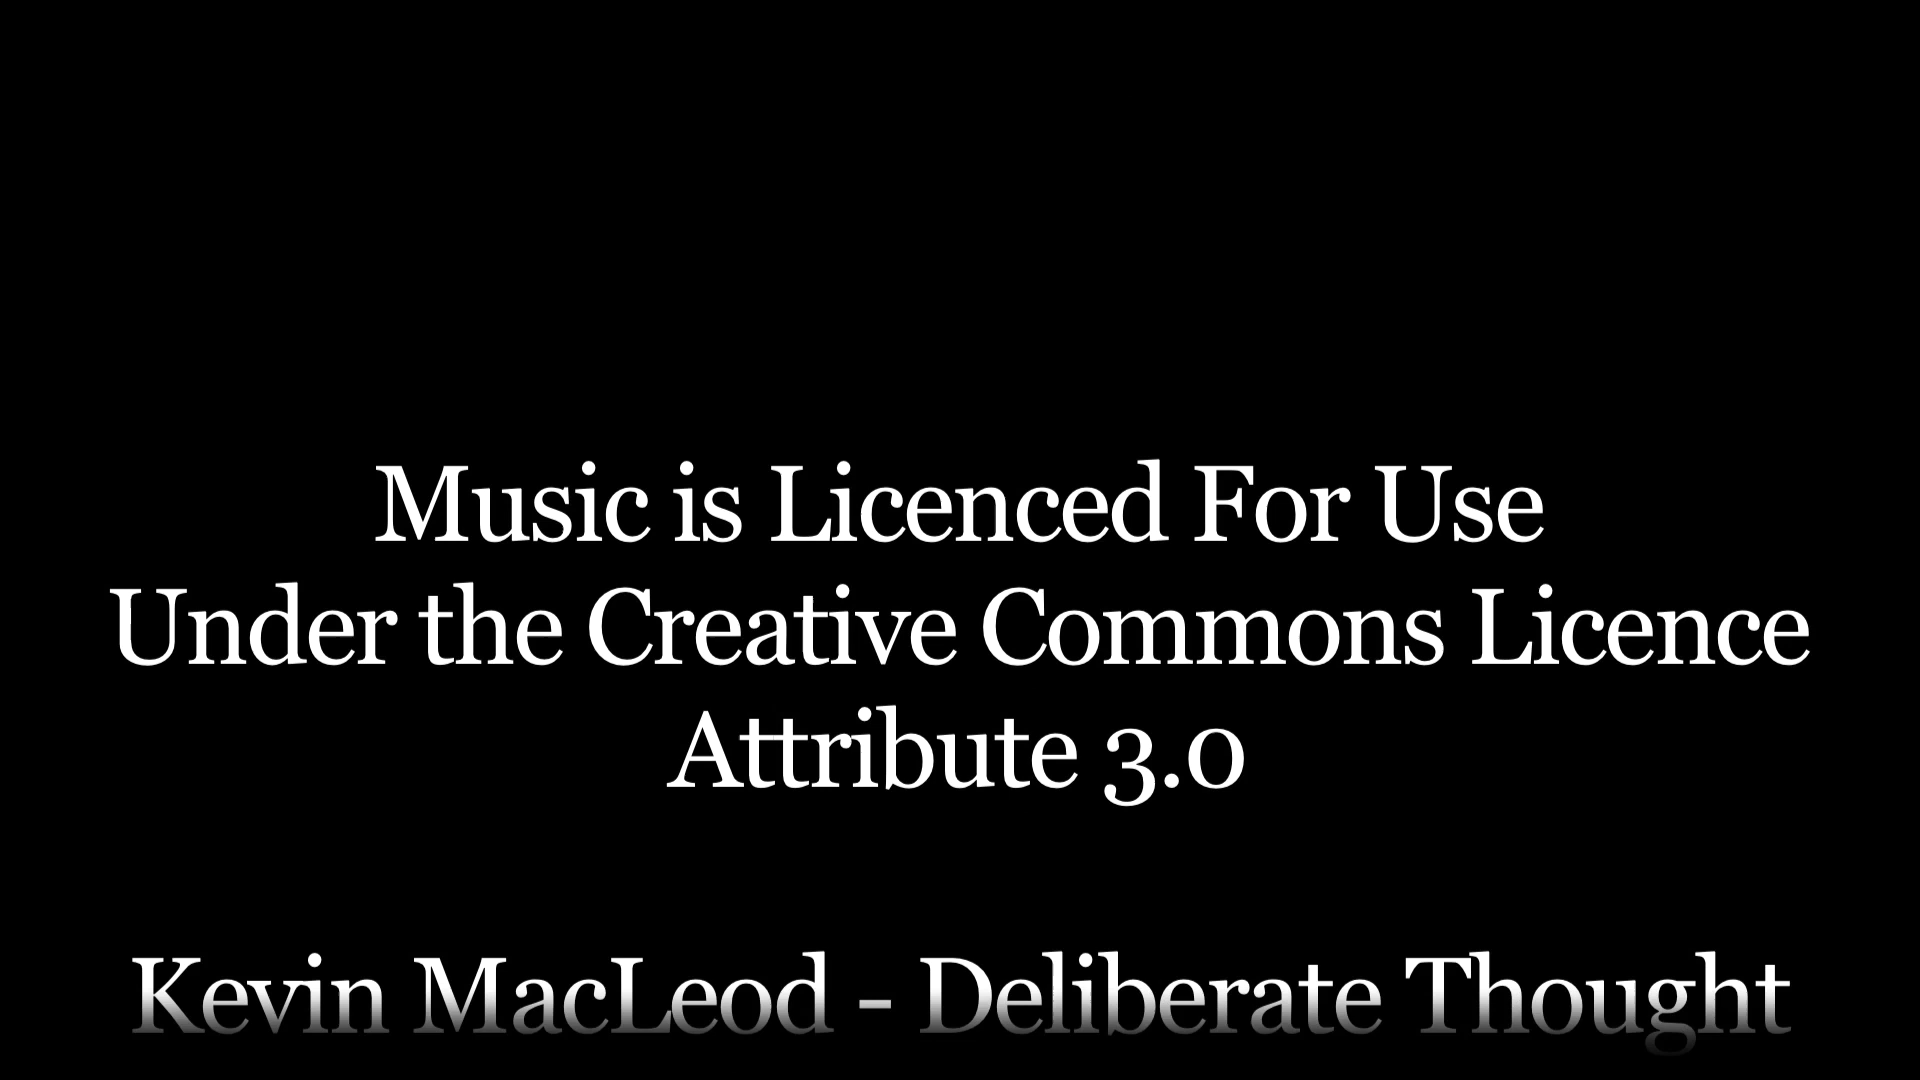 Music is Licenced For Use
Under the Creative Commons Licence
Attribute 3.0
Kevin MacLeod - Deliberate Thought